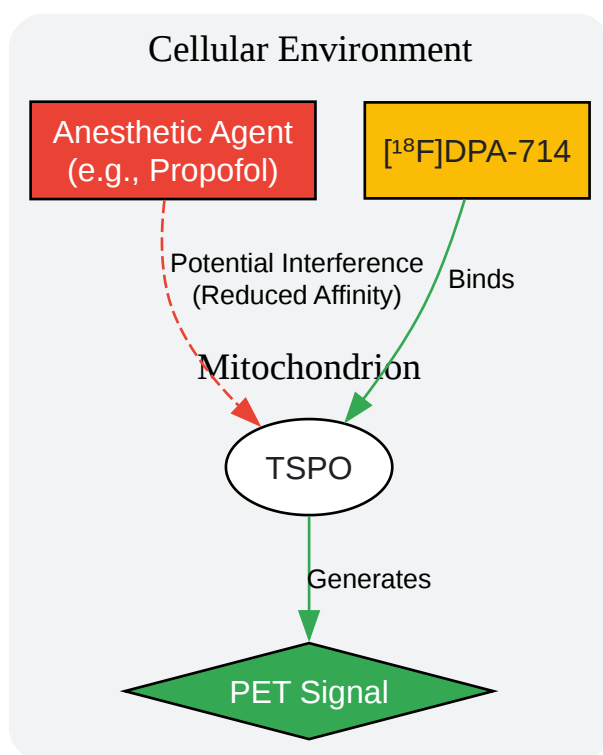 Cellular Environment
Anesthetic Agent
(e.g., Propofol)
[¹⁸F]DPA-714
Potential Interference
(Reduced Affinity)
Binds
Mitochondrion
TSPO
Generates
PET Signal